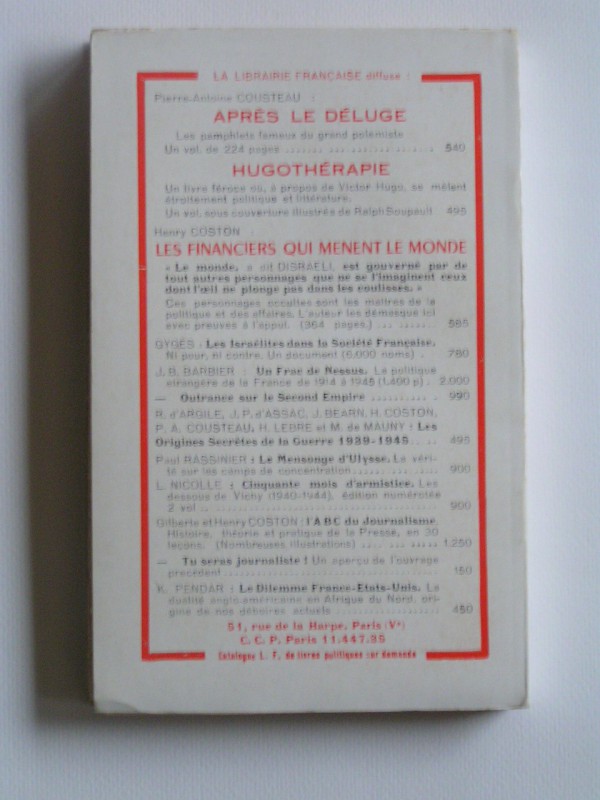 LA LIBRAIRIE FRANÇAISE diffuse :
Pierre-Antoine COUSTEAU :
APRÈS LE DÉLUGE
Les pamphlets fameux du grand polémiste
Un vol. de 224 pages ....... ... ... ... ....... 540
HUGOTHÉRAPIE
Un livre féroce où, à propos de Victor Hugo, se mêlent
étroitement politique et littérature.
Un vol. sous couverture illustrée de Ralph Soupault 495
Henry COSTON :
LES FINANCIERS QUI MENENT LE MONDE
« Le monde, a dit DISRAELI, est gouverné par de
tout autres personnages que ne se l'imaginent ceux
dont l'œil ne plonge pas dans les coulisses. »
Ces personnages occultes sont les maîtres de la
politique et des affaires. L'auteur les démasque ici
avec preuves à l'appui. (364 pages.) ... ....... 585
GYGÈS : Les Israélites dans la Société Française.
Ni pour, ni contre. Un document (6.000 noms) . 780
J. B. BARBIER : Un Frac de Nessus. La politique
étrangère de la France de 1914 à 1945 (1.400 p) . 2.000
— Outrance sur le Second Empire .......... . 990
R. d'ARGILE, J. P. d'ASSAC, J. BEARN, H. COSTON,
P. A. COUSTEAU, H. LEBRE et M. de MAUNY : Les
Origines Secrètes de la Guerre 1939-1945 .. ... 495
Paul RASSINIER : Le Mensonge d'Ulysse. La véri-
té sur les camps de concentration............... 900
L. NICOLLE : Cinquante mois d'armistice. Les
dessous de Vichy (1940-1944), édition numérotée
2 vol .. ................................... 900
Gilberte et Henry COSTON : l'ABC du Journalisme.
Histoire, théorie et pratique de la Presse, en 30
leçons. (Nombreuses illustrations) .... ... ..... 1.250
— Tu seras journaliste ! Un aperçu de l'ouvrage
précédent .................................. 150
K. PENDAR : Le Dilemme France-Etats-Unis. La
dualité anglo-américaine en Afrique du Nord, ori-
gine de nos déboires actuels .................. 450
51, rue de la Harpe, Paris (Vᵉ)
C. C. P. Paris 11.447.35
Catalogue L. F. de livres politiques sur demande